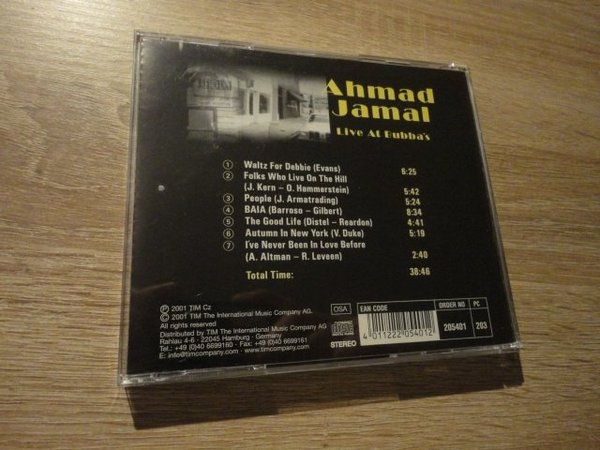 Ahmad
Jamal
Live At Bubba's
1 Waltz For Debbie (Evans) 6:25
2 Folks Who Live On The Hill
(J. Kern – O. Hammerstein) 5:42
3 People (J. Armatrading) 5:24
4 BAIA (Barroso – Gilbert) 8:34
5 The Good Life (Distel – Reardon) 4:41
6 Autumn In New York (V. Duke) 5:19
7 I've Never Been In Love Before
(A. Altman – R. Leveen) 2:40
Total Time: 38:46
℗ 2001 TIM Cz
© 2001 TIM The International Music Company AG.
All rights reserved
Distributed by TIM The International Music Company AG
Rahlau 4-6 - 22045 Hamburg - Germany
Tel.: +49 (0)40 6699160 - Fax: +49 (0)40 6699161
E: info@timcompany.com - www.timcompany.com
OSA
STEREO
EAN CODE
4 011222 054012
ORDER NO
205401
PC
203